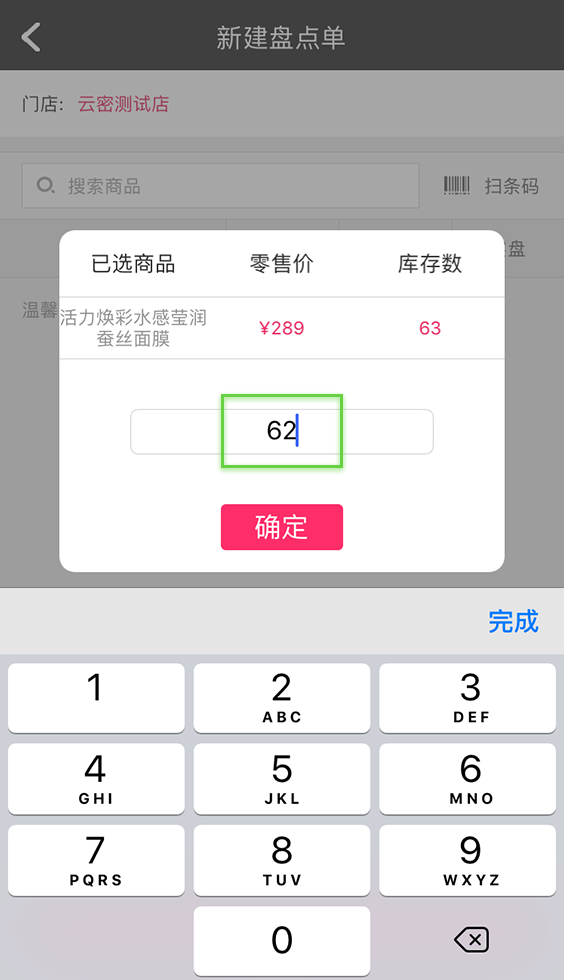 新建盘点单
门店: 云密测试店
搜索商品 扫条码
盘
已选商品 零售价 库存数
温馨
活力焕彩水感莹润
蚕丝面膜
¥289 63
62
确定
完成
1 2 3
ABC DEF
4 5 6
GHI JKL MNO
7 8 9
PQRS TUV WXYZ
0